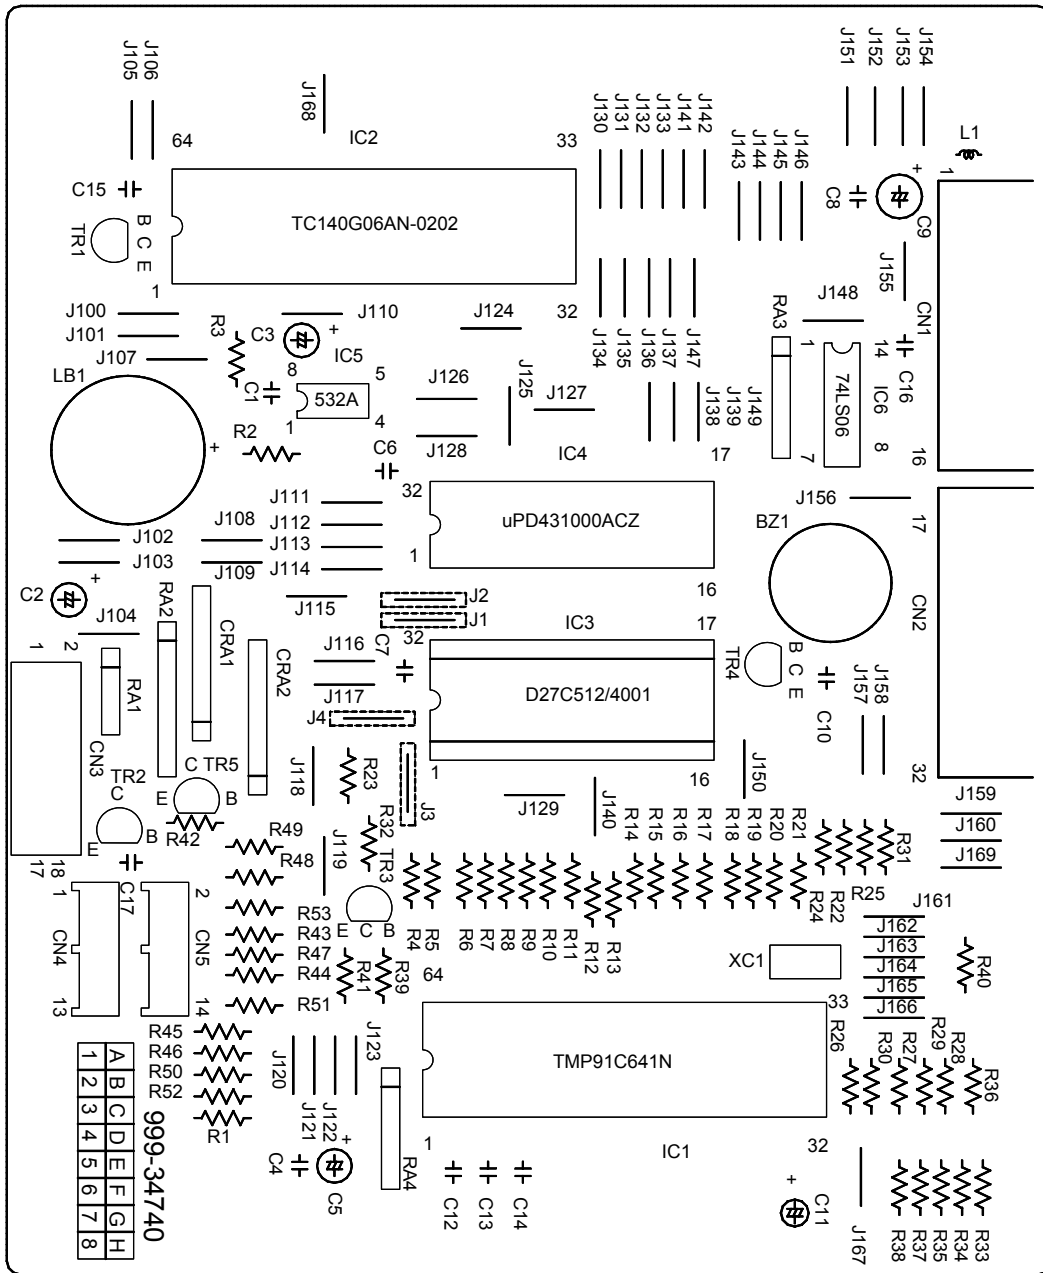 J105
J106
J168
IC2
64
33
TC140G06AN-0202
1
32
C15
TR1
B
C
E
J130
J131
J132
J133
J141
J142
J143
J144
J145
J146
J151
J152
J153
J154
L1
1
C8
+
C9
J155
CN1
C16
16
J100
J101
J107
R3
C3
+
J110
J124
J134
J135
J136
J137
J147
RA3
J148
1
14
74LS06
IC6
7
8
LB1
+
C1
8
IC5
5
532A
1
4
R2
C6
J126
J128
J125
J127
J138
J139
J149
IC4
17
32
uPD431000ACZ
1
16
J156
BZ1
17
CN2
32
J111
J112
J113
J114
J102
J103
J108
J109
C2
+
RA2
CRA1
CRA2
J104
1
2
RA1
CN3
17
18
J115
J2
J1
IC3
17
32
C7
D27C512/4001
1
16
J116
J117
J4
J3
TR4
B
C
E
C10
J157
J158
J118
R23
J150
J129
J140
J159
J160
J169
TR2
C
E
B
C
TR5
E
B
R42
C17
R49
R48
R53
R43
R47
R44
R51
J119
R32
TR3
E
C
B
R41
R39
R4
R5
R6
R7
R8
R9
R10
R11
R12
R13
R14
R15
R16
R17
R18
R19
R20
R21
R24
R22
R25
R31
J161
J162
J163
J164
J165
J166
R40
XC1
1
CN4
13
2
CN5
14
R45
R46
R50
R52
R1
64
33
TMP91C641N
1
IC1
32
R26
R30
R27
R29
R28
R36
J120
J121
J122
J123
RA4
C4
+
C5
C12
C13
C14
+
C11
J167
R38
R37
R35
R34
R33
1 2 3 4 5 6 7 8
A B C D E F G H
999-34740